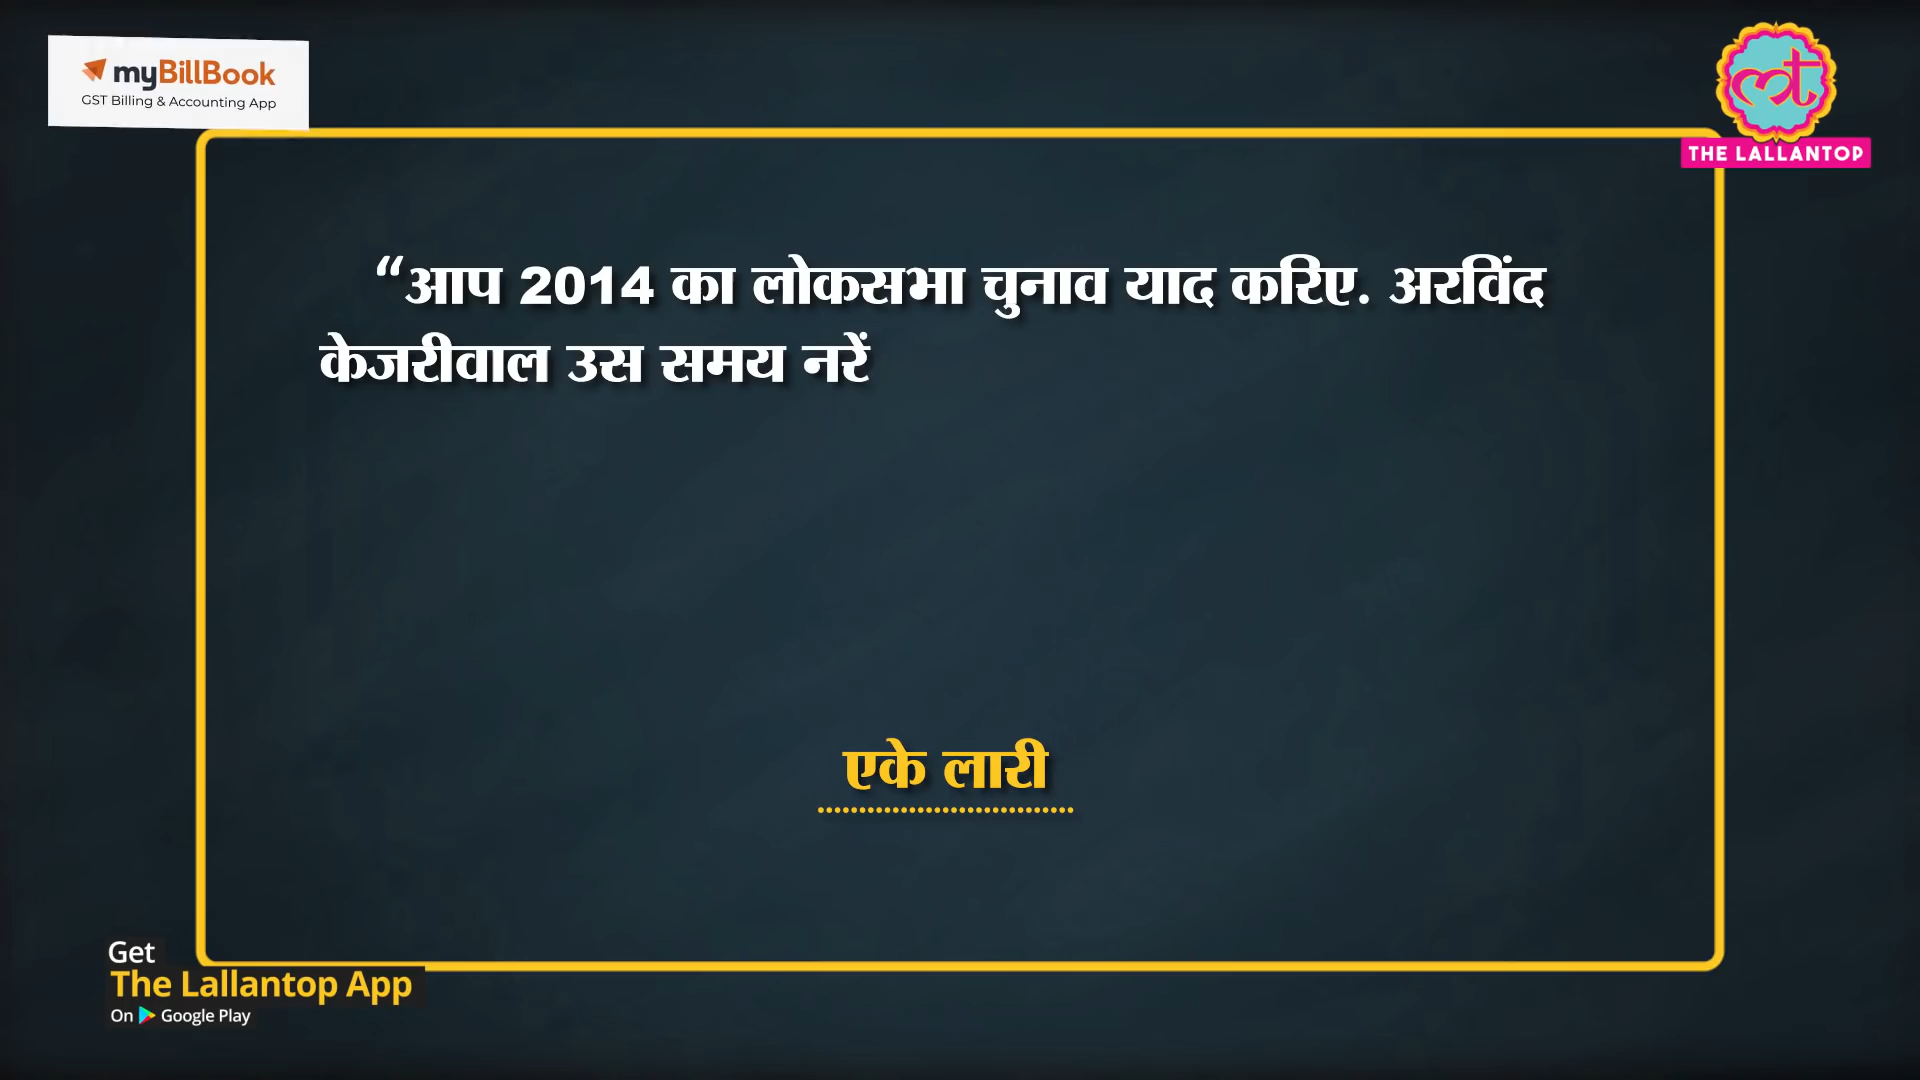 myBillBook
GST Billing & Accounting App
THE LALLANTOP
“आप 2014 का लोकसभा चुनाव याद करिए. अरविंद
केजरीवाल उस समय नरें
एके लारी
Get
The Lallantop App
On Google Play